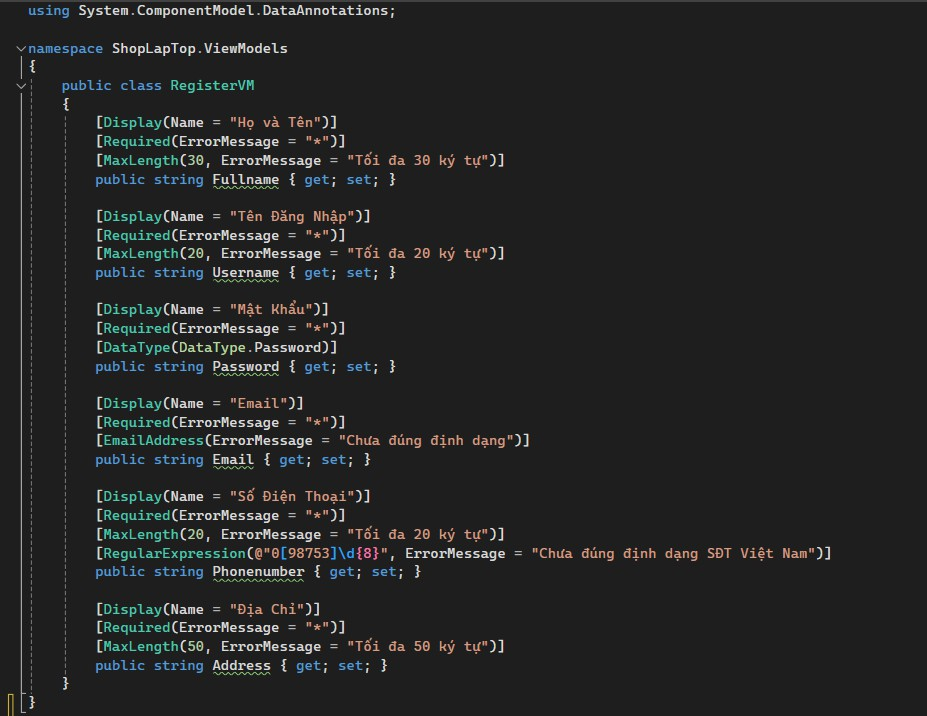 using System.ComponentModel.DataAnnotations;
namespace ShopLapTop.ViewModels
{
public class RegisterVM
{
[Display(Name = "Họ và Tên")]
[Required(ErrorMessage = "*")]
[MaxLength(30, ErrorMessage = "Tối đa 30 ký tự")]
public string Fullname { get; set; }
[Display(Name = "Tên Đăng Nhập")]
[Required(ErrorMessage = "*")]
[MaxLength(20, ErrorMessage = "Tối đa 20 ký tự")]
public string Username { get; set; }
[Display(Name = "Mật Khẩu")]
[Required(ErrorMessage = "*")]
[DataType(DataType.Password)]
public string Password { get; set; }
[Display(Name = "Email")]
[Required(ErrorMessage = "*")]
[EmailAddress(ErrorMessage = "Chưa đúng định dạng")]
public string Email { get; set; }
[Display(Name = "Số Điện Thoại")]
[Required(ErrorMessage = "*")]
[MaxLength(20, ErrorMessage = "Tối đa 20 ký tự")]
[RegularExpression(@"0[98753]\d{8}", ErrorMessage = "Chưa đúng định dạng SĐT Việt Nam")]
public string Phonenumber { get; set; }
[Display(Name = "Địa Chỉ")]
[Required(ErrorMessage = "*")]
[MaxLength(50, ErrorMessage = "Tối đa 50 ký tự")]
public string Address { get; set; }
}
}